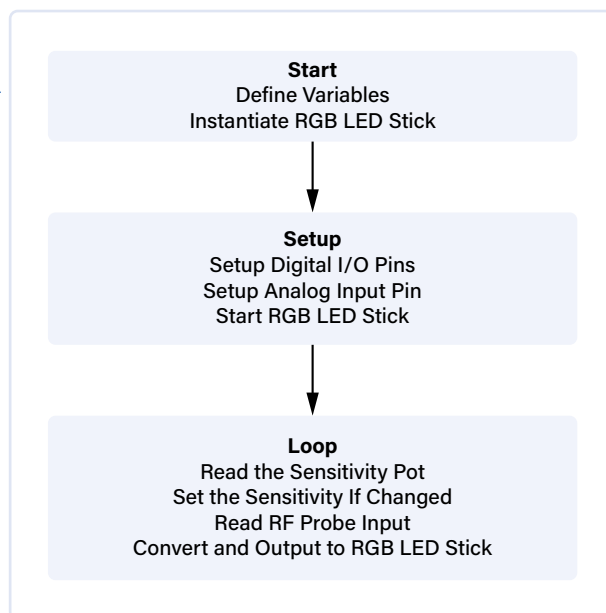 Start
Define Variables
Instantiate RGB LED Stick
Setup
Setup Digital I/O Pins
Setup Analog Input Pin
Start RGB LED Stick
Loop
Read the Sensitivity Pot
Set the Sensitivity If Changed
Read RF Probe Input
Convert and Output to RGB LED Stick